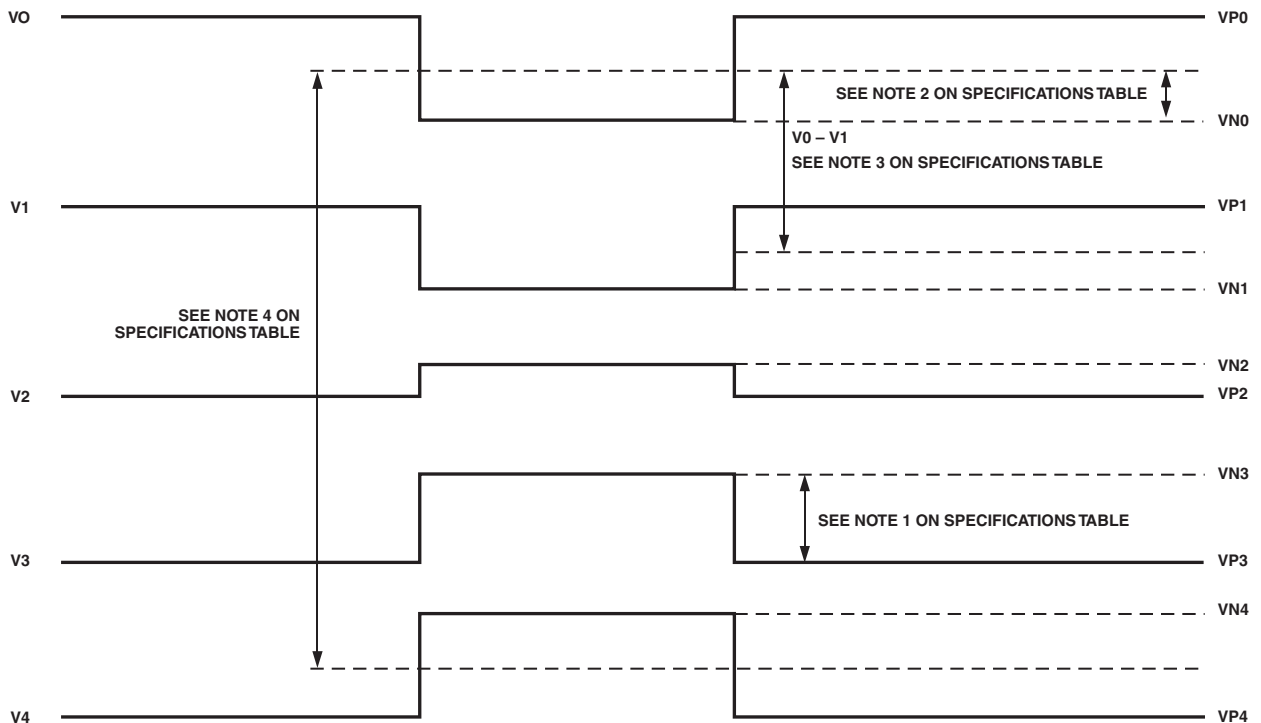 VO
VP0
SEE NOTE 2 ON SPECIFICATIONS TABLE
VN0
V0 – V1
SEE NOTE 3 ON SPECIFICATIONS TABLE
V1
VP1
VN1
SEE NOTE 4 ON
SPECIFICATIONS TABLE
VN2
V2
VP2
VN3
SEE NOTE 1 ON SPECIFICATIONS TABLE
V3
VP3
VN4
V4
VP4